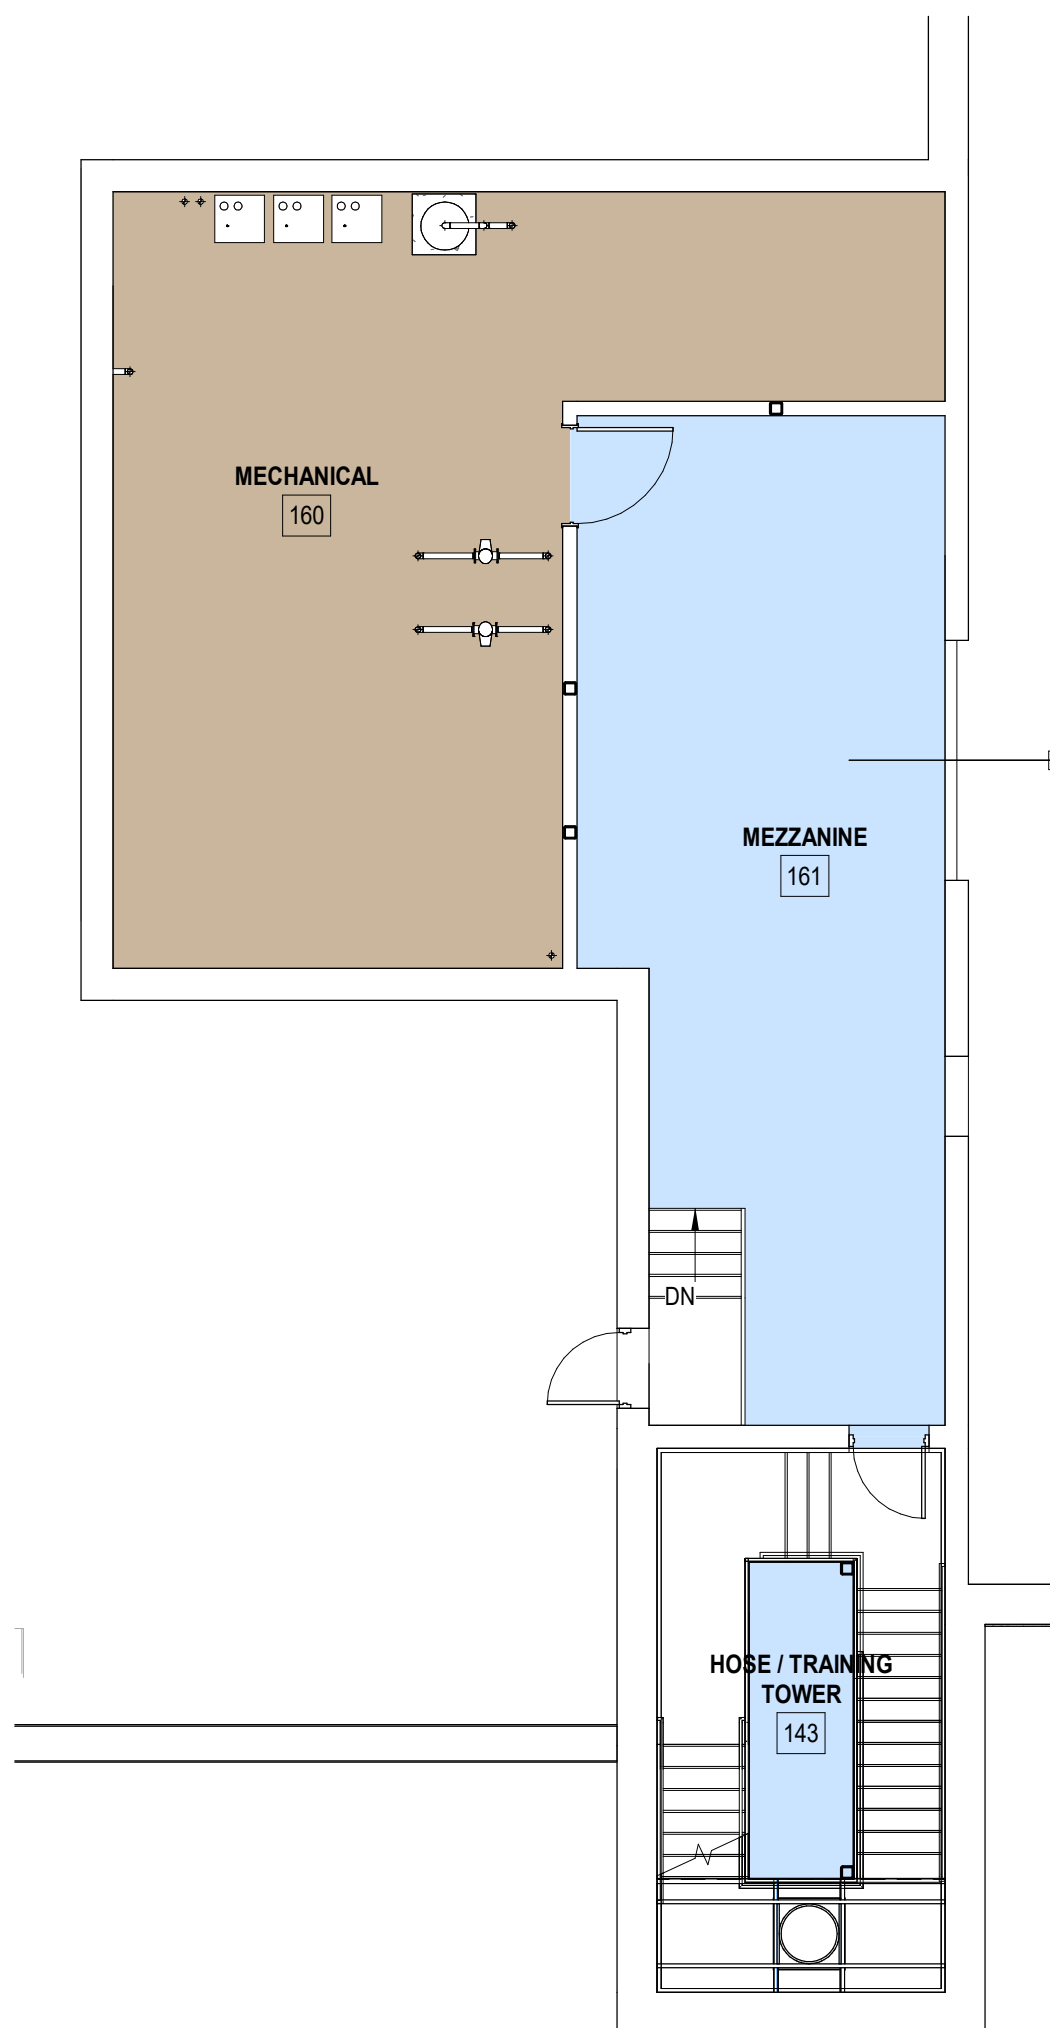 MECHANICAL
160
MEZZANINE
161
DN
HOSE / TRAINING
TOWER
143